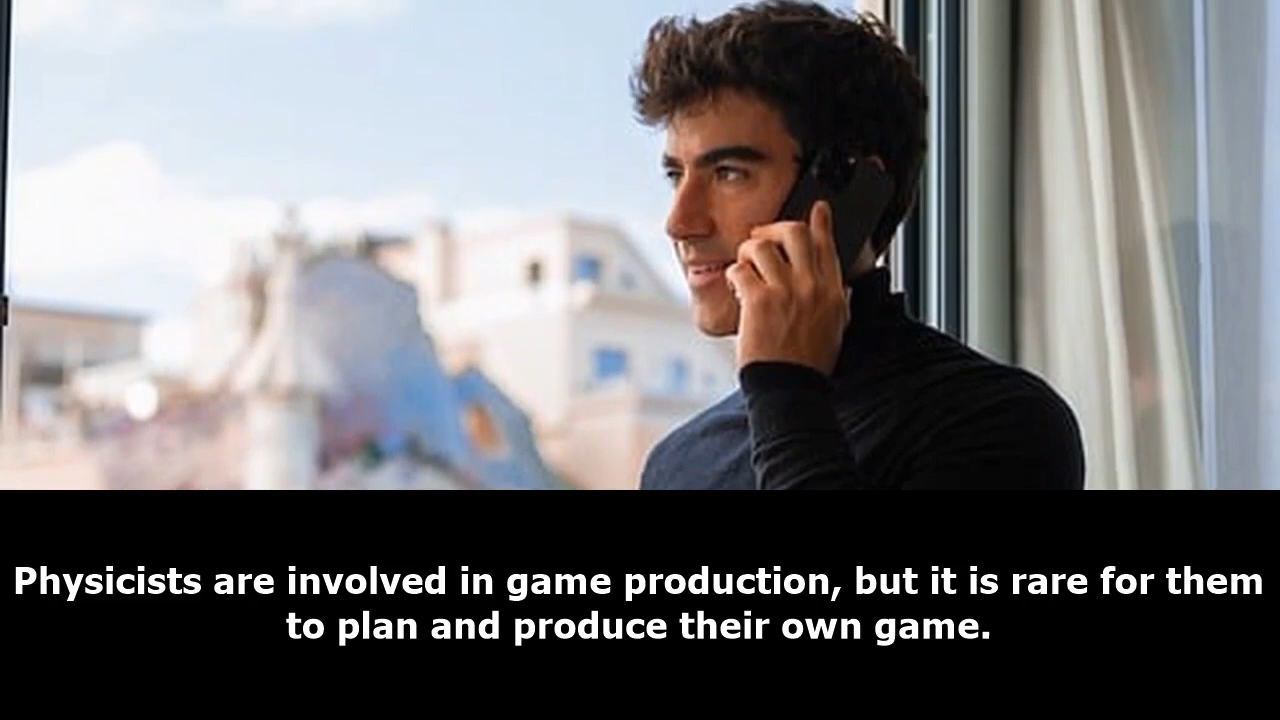 Physicists are involved in game production, but it is rare for them
to plan and produce their own game.